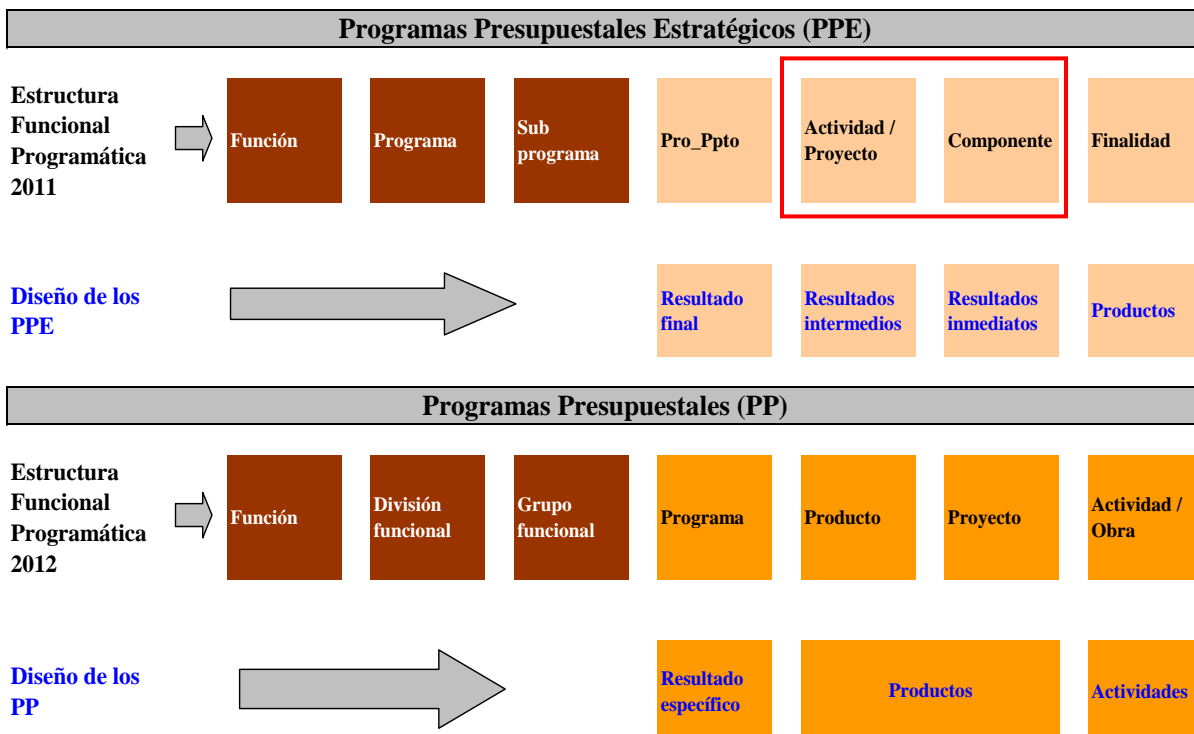 Programas Presupuestales Estratégicos (PPE)
Estructura
Funcional
Programática
2011
Función
Programa
Sub
programa
Pro_Ppto
Actividad /
Proyecto
Componente
Finalidad
Diseño de los
PPE
Resultado
final
Resultados
intermedios
Resultados
inmediatos
Productos
Programas Presupuestales (PP)
Estructura
Funcional
Programática
2012
Función
División
funcional
Grupo
funcional
Programa
Producto
Proyecto
Actividad /
Obra
Diseño de los
PP
Resultado
específico
Productos
Actividades